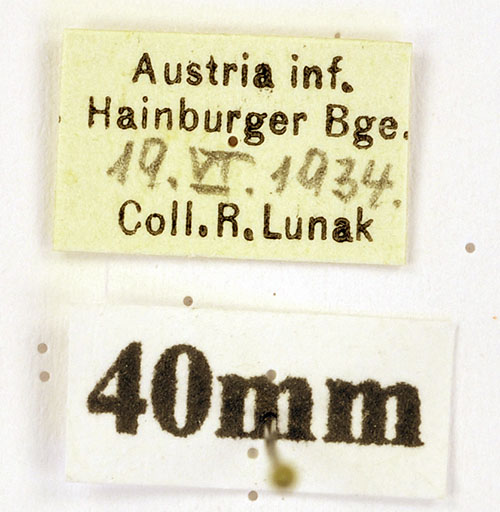 Austria inf.
Hainburger Bge.
19. VI. 1934.
Coll. R. Lunak
40mm